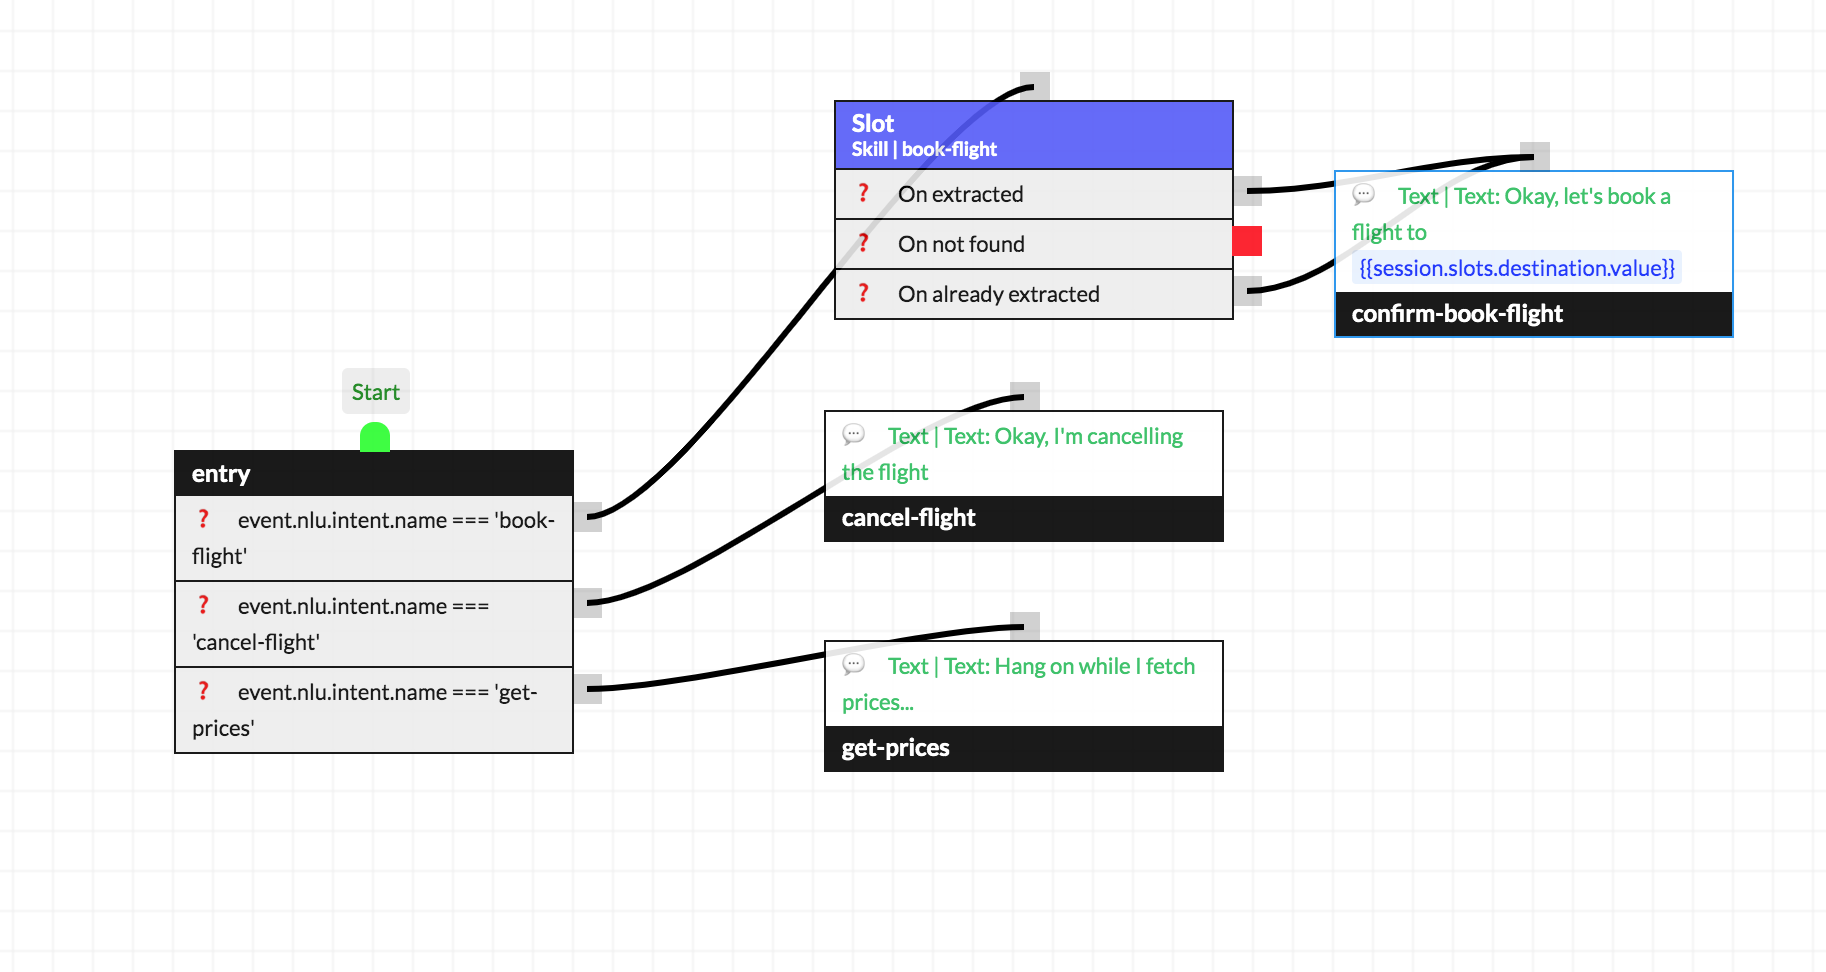 Start
entry
? event.nlu.intent.name === 'book-
flight'
? event.nlu.intent.name ===
'cancel-flight'
? event.nlu.intent.name === 'get-
prices'
Slot
Skill | book-flight
? On extracted
? On not found
? On already extracted
Text | Text: Okay, let's book a
flight to
{{session.slots.destination.value}}
confirm-book-flight
Text | Text: Okay, I'm cancelling
the flight
cancel-flight
Text | Text: Hang on while I fetch
prices...
get-prices